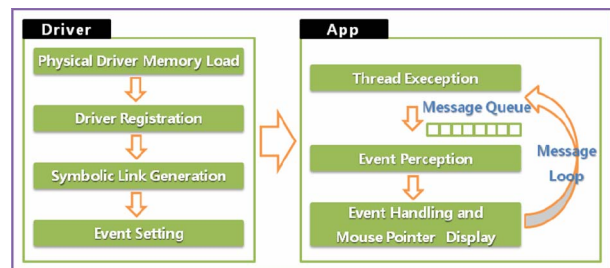 Driver
Physical Driver Memory Load
Driver Registration
Symbolic Link Generation
Event Setting
App
Thread Exeception
Message Queue
Event Perception
Event Handling and
Mouse Pointer Display
Message
Loop